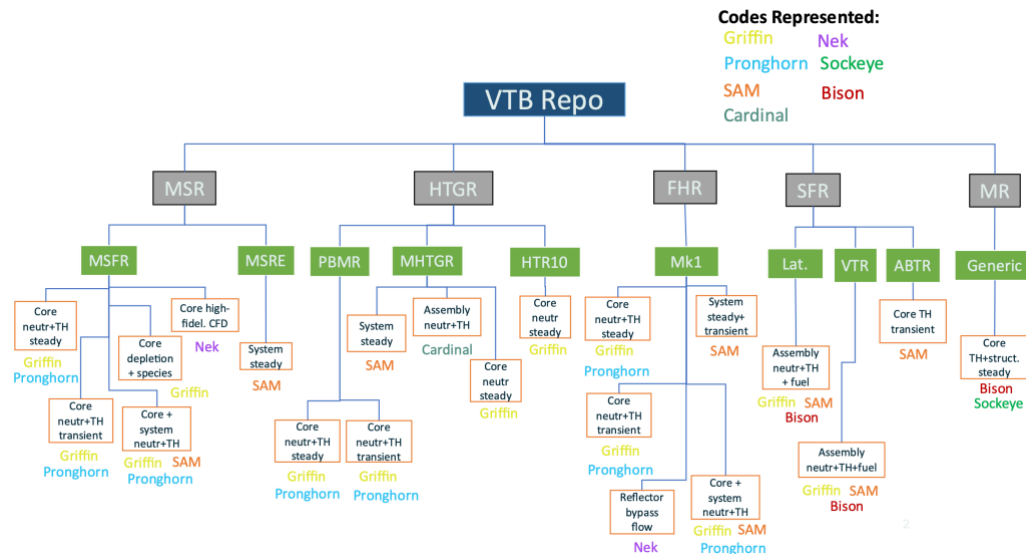 Codes Represented:
Griffin Nek
Pronghorn Sockeye
SAM Bison
Cardinal
VTB Repo
MSR HTGR FHR SFR MR
MSFR MSRE PBMR MHTGR HTR10 Mk1 Lat. VTR ABTR Generic
Core
neutr+TH
steady
Griffin
Pronghorn
Core high-
fidel. CFD
Nek
Core
depletion
+ species
Griffin
Core
neutr+TH
transient
Griffin
Pronghorn
Core +
system
neutr+TH
Griffin SAM
Pronghorn
System
steady
SAM
Core
neutr+TH
steady
Griffin
Pronghorn
Core
neutr+TH
transient
Griffin
Pronghorn
System
steady
SAM
Assembly
neutr+TH
Cardinal
Core
neutr
steady
Griffin
Core
neutr
steady
Griffin
Core
neutr+TH
steady
Griffin
Pronghorn
System
steady+
transient
SAM
Core
neutr+TH
transient
Griffin
Pronghorn
Reflector
bypass
flow
Nek
Core +
system
neutr+TH
Griffin SAM
Pronghorn
Assembly
neutr+TH
+ fuel
Griffin SAM
Bison
Assembly
neutr+TH+fuel
Griffin SAM
Bison
Core TH
transient
SAM
Core
TH+struct.
steady
Bison
Sockeye
2